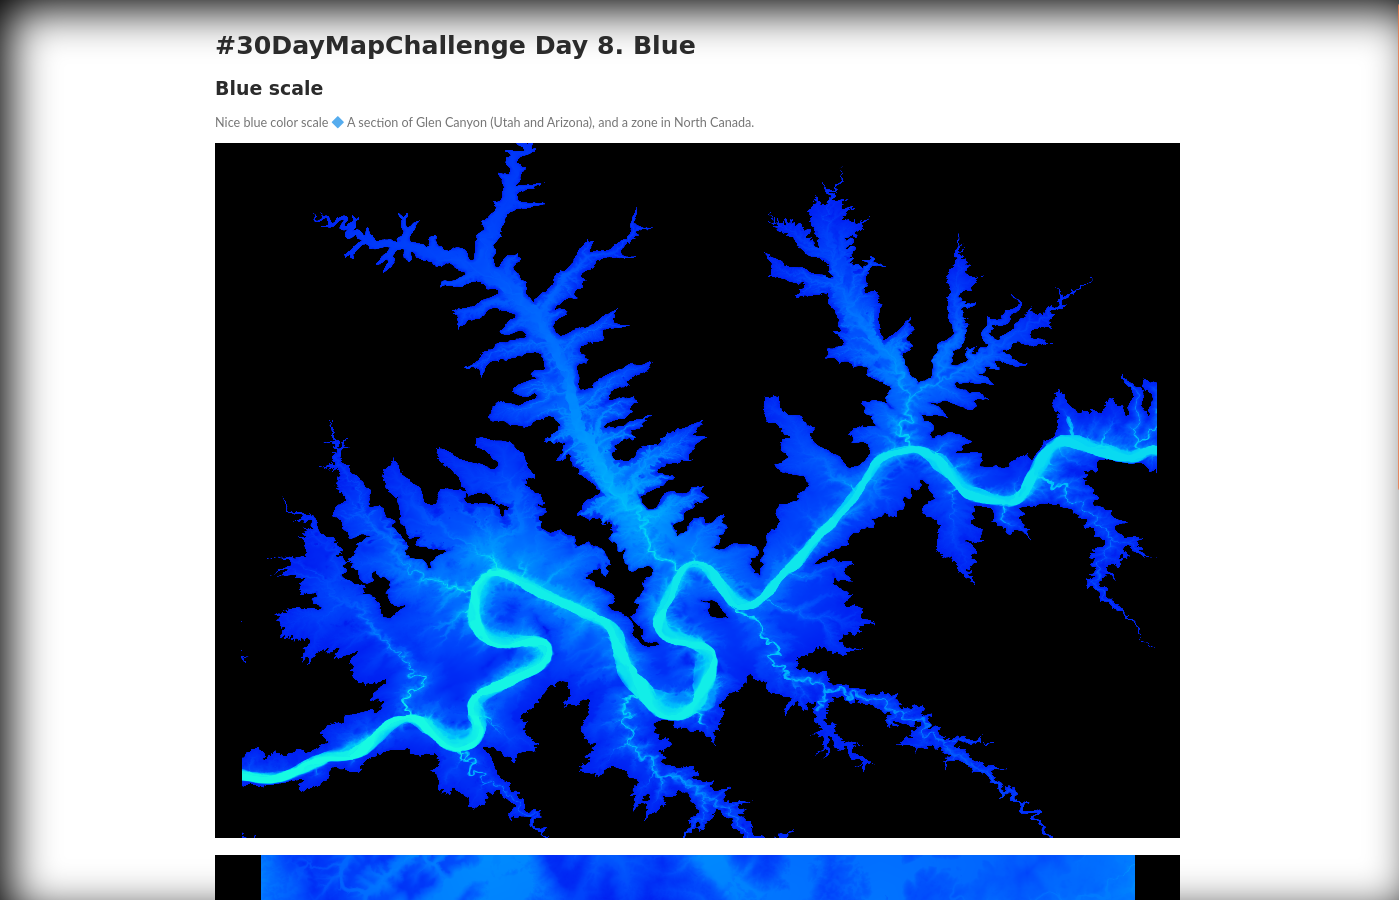 #30DayMapChallenge Day 8. Blue
Blue scale
Nice blue color scale 🔷 A section of Glen Canyon (Utah and Arizona), and a zone in North Canada.